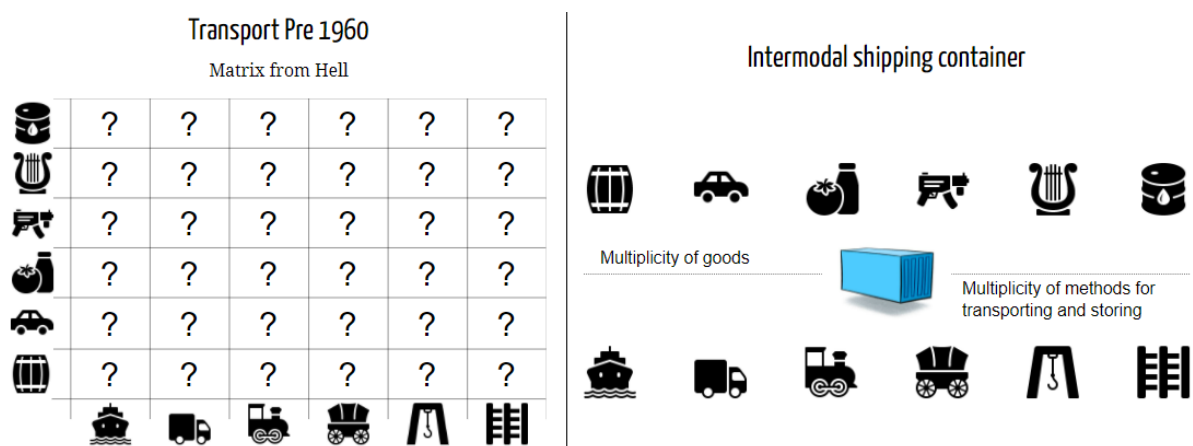 Transport Pre 1960
Matrix from Hell
? ? ? ? ? ?
? ? ? ? ? ?
? ? ? ? ? ?
? ? ? ? ? ?
? ? ? ? ? ?
? ? ? ? ? ?
Intermodal shipping container
Multiplicity of goods
Multiplicity of methods for
transporting and storing